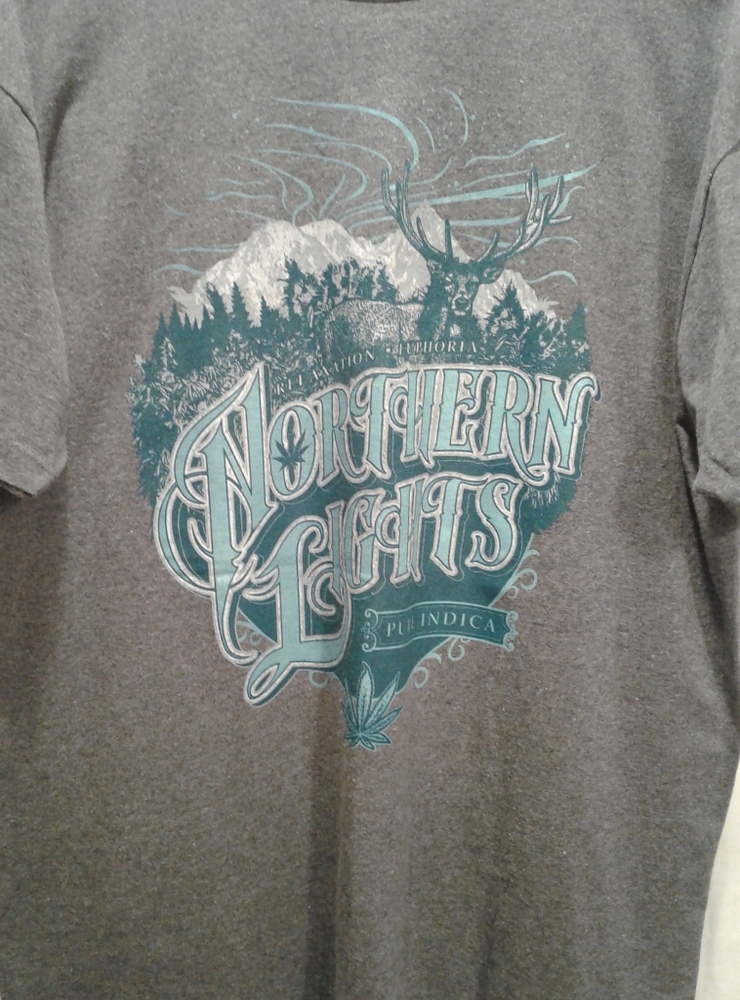 RELAXATION • EUPHORIA
NORTHERN
LIGHTS
PURE INDICA